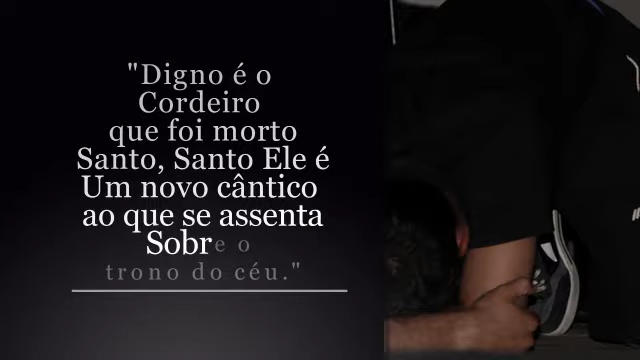 "Digno é o
Cordeiro
que foi morto
Santo, Santo Ele é
Um novo cântico
ao que se assenta
Sobre o
trono do céu."